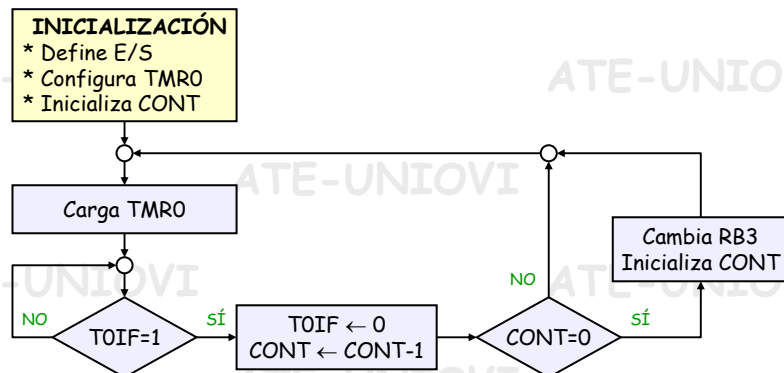 INICIALIZACIÓN
* Define E/S
* Configura TMR0
* Inicializa CONT
ATE-UNIO
ATE-UNIOVI
Carga TMR0
Cambia RB3
Inicializa CONT
-UNIOVI
ATE-UNIO
NO
NO
T0IF=1
SÍ
T0IF ← 0
CONT ← CONT-1
CONT=0
SÍ